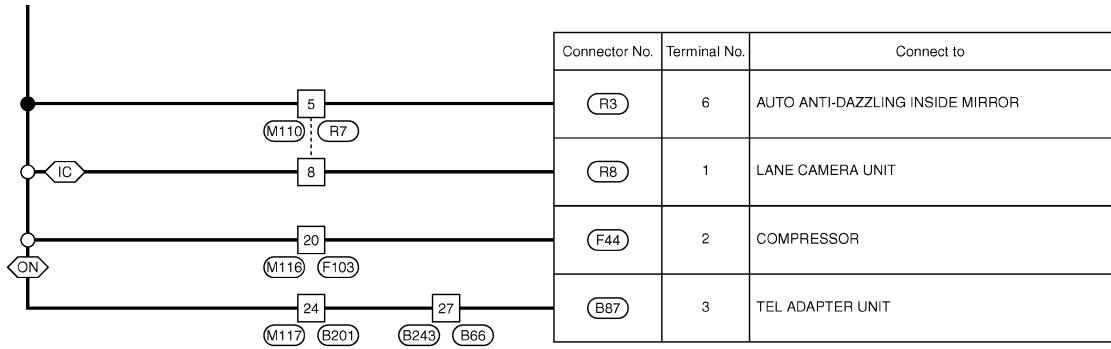 Connector No. Terminal No. Connect to
5 R3 6 AUTO ANTI-DAZZLING INSIDE MIRROR
M110 R7
IC 8 R8 1 LANE CAMERA UNIT
20 F44 2 COMPRESSOR
ON M116 F103
24 27 B87 3 TEL ADAPTER UNIT
M117 B201 B243 B66